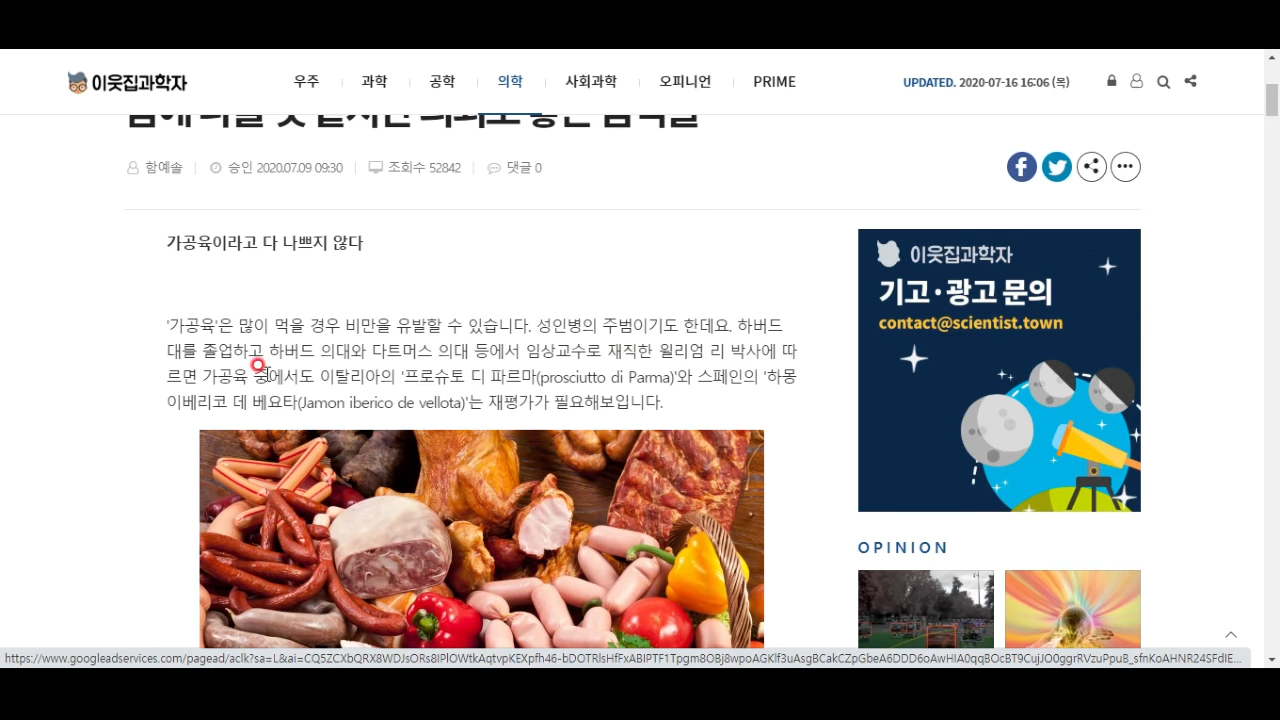 이웃집과학자
우주
과학
공학
의학
사회과학
오피니언
PRIME
UPDATED. 2020-07-16 16:06 (목)
함예솔
승인 2020.07.09 09:30
조회수 52842
댓글 0
가공육이라고 다 나쁘지 않다
'가공육'은 많이 먹을 경우 비만을 유발할 수 있습니다. 성인병의 주범이기도 한데요. 하버드
대를 졸업하고 하버드 의대와 다트머스 의대 등에서 임상교수로 재직한 윌리엄 리 박사에 따
르면 가공육 중에서도 이탈리아의 '프로슈토 디 파르마(prosciutto di Parma)'와 스페인의 '하몽
이베리코 데 베요타(Jamon iberico de vellota)'는 재평가가 필요해보입니다.
이웃집과학자
기고·광고 문의
contact@scientist.town
OPINION